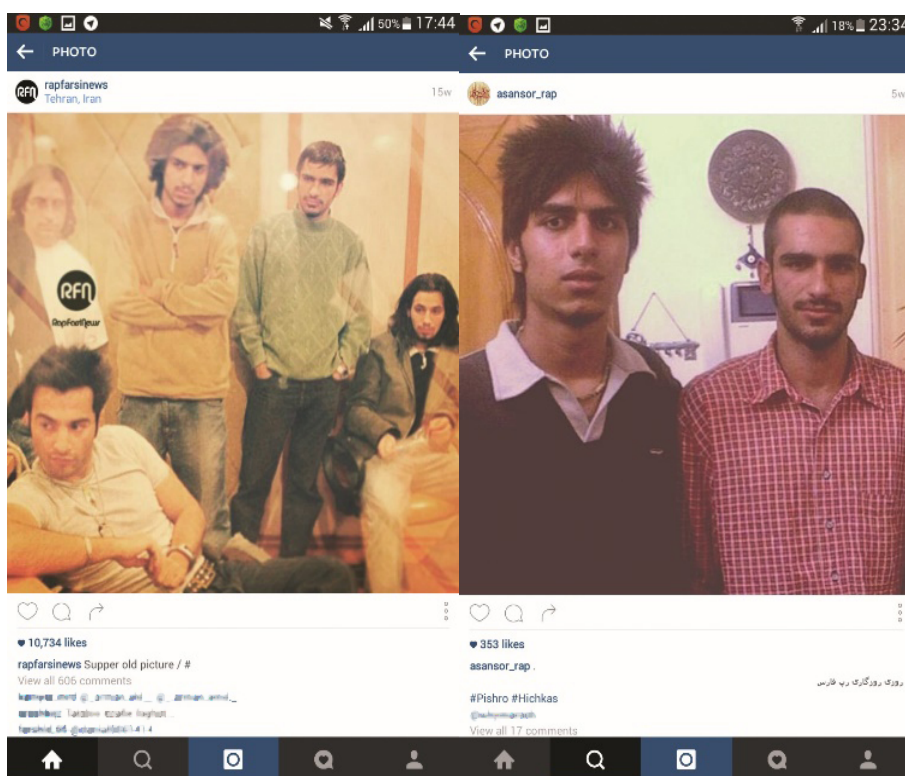 50% 17:44
PHOTO
RFN rapfarsinews
Tehran, Iran
15w
RFN
RapFarsiNews
10,734 likes
rapfarsinews Supper old picture / #
View all 606 comments
18% 23:34
PHOTO
asansor_rap
5w
353 likes
asansor_rap .
روزی روزگاری رپ فارس
#Pishro #Hichkas
View all 17 comments